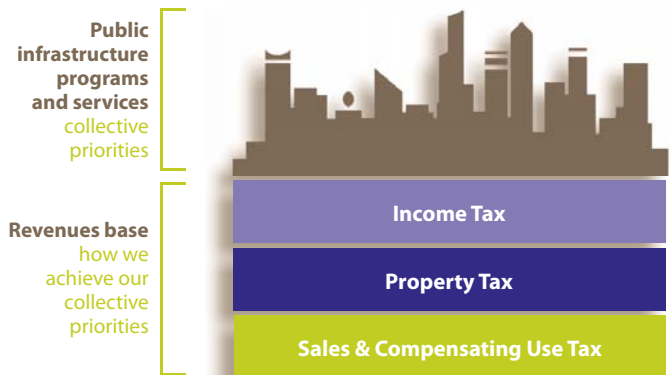 Public
infrastructure
programs
and services
collective
priorities
Income Tax
Revenues base
how we
achieve our
collective
priorities
Property Tax
Sales & Compensating Use Tax